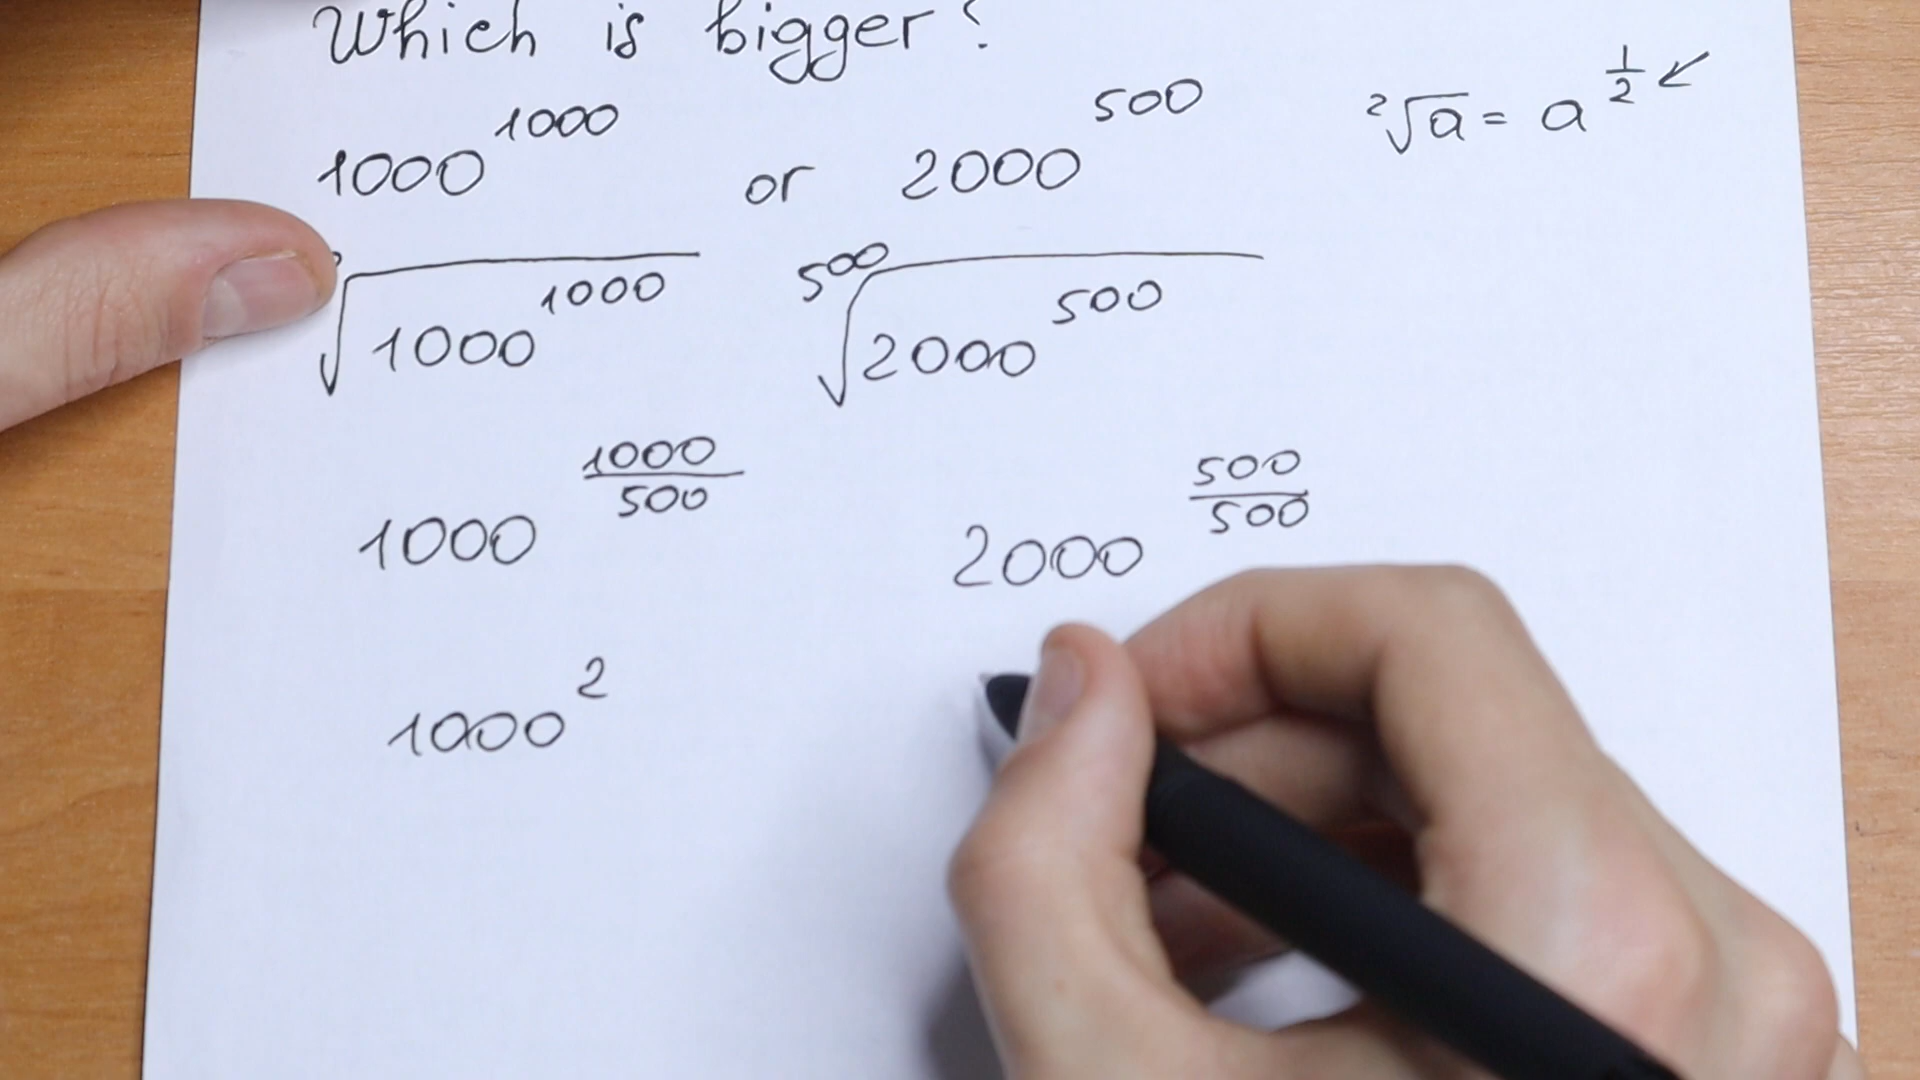 Which is bigger?
1000^1000 or 2000^500 ²√a = a^1/2 ↙
√1000^1000 500√2000^500
1000^1000/500 2000^500/500
1000^2